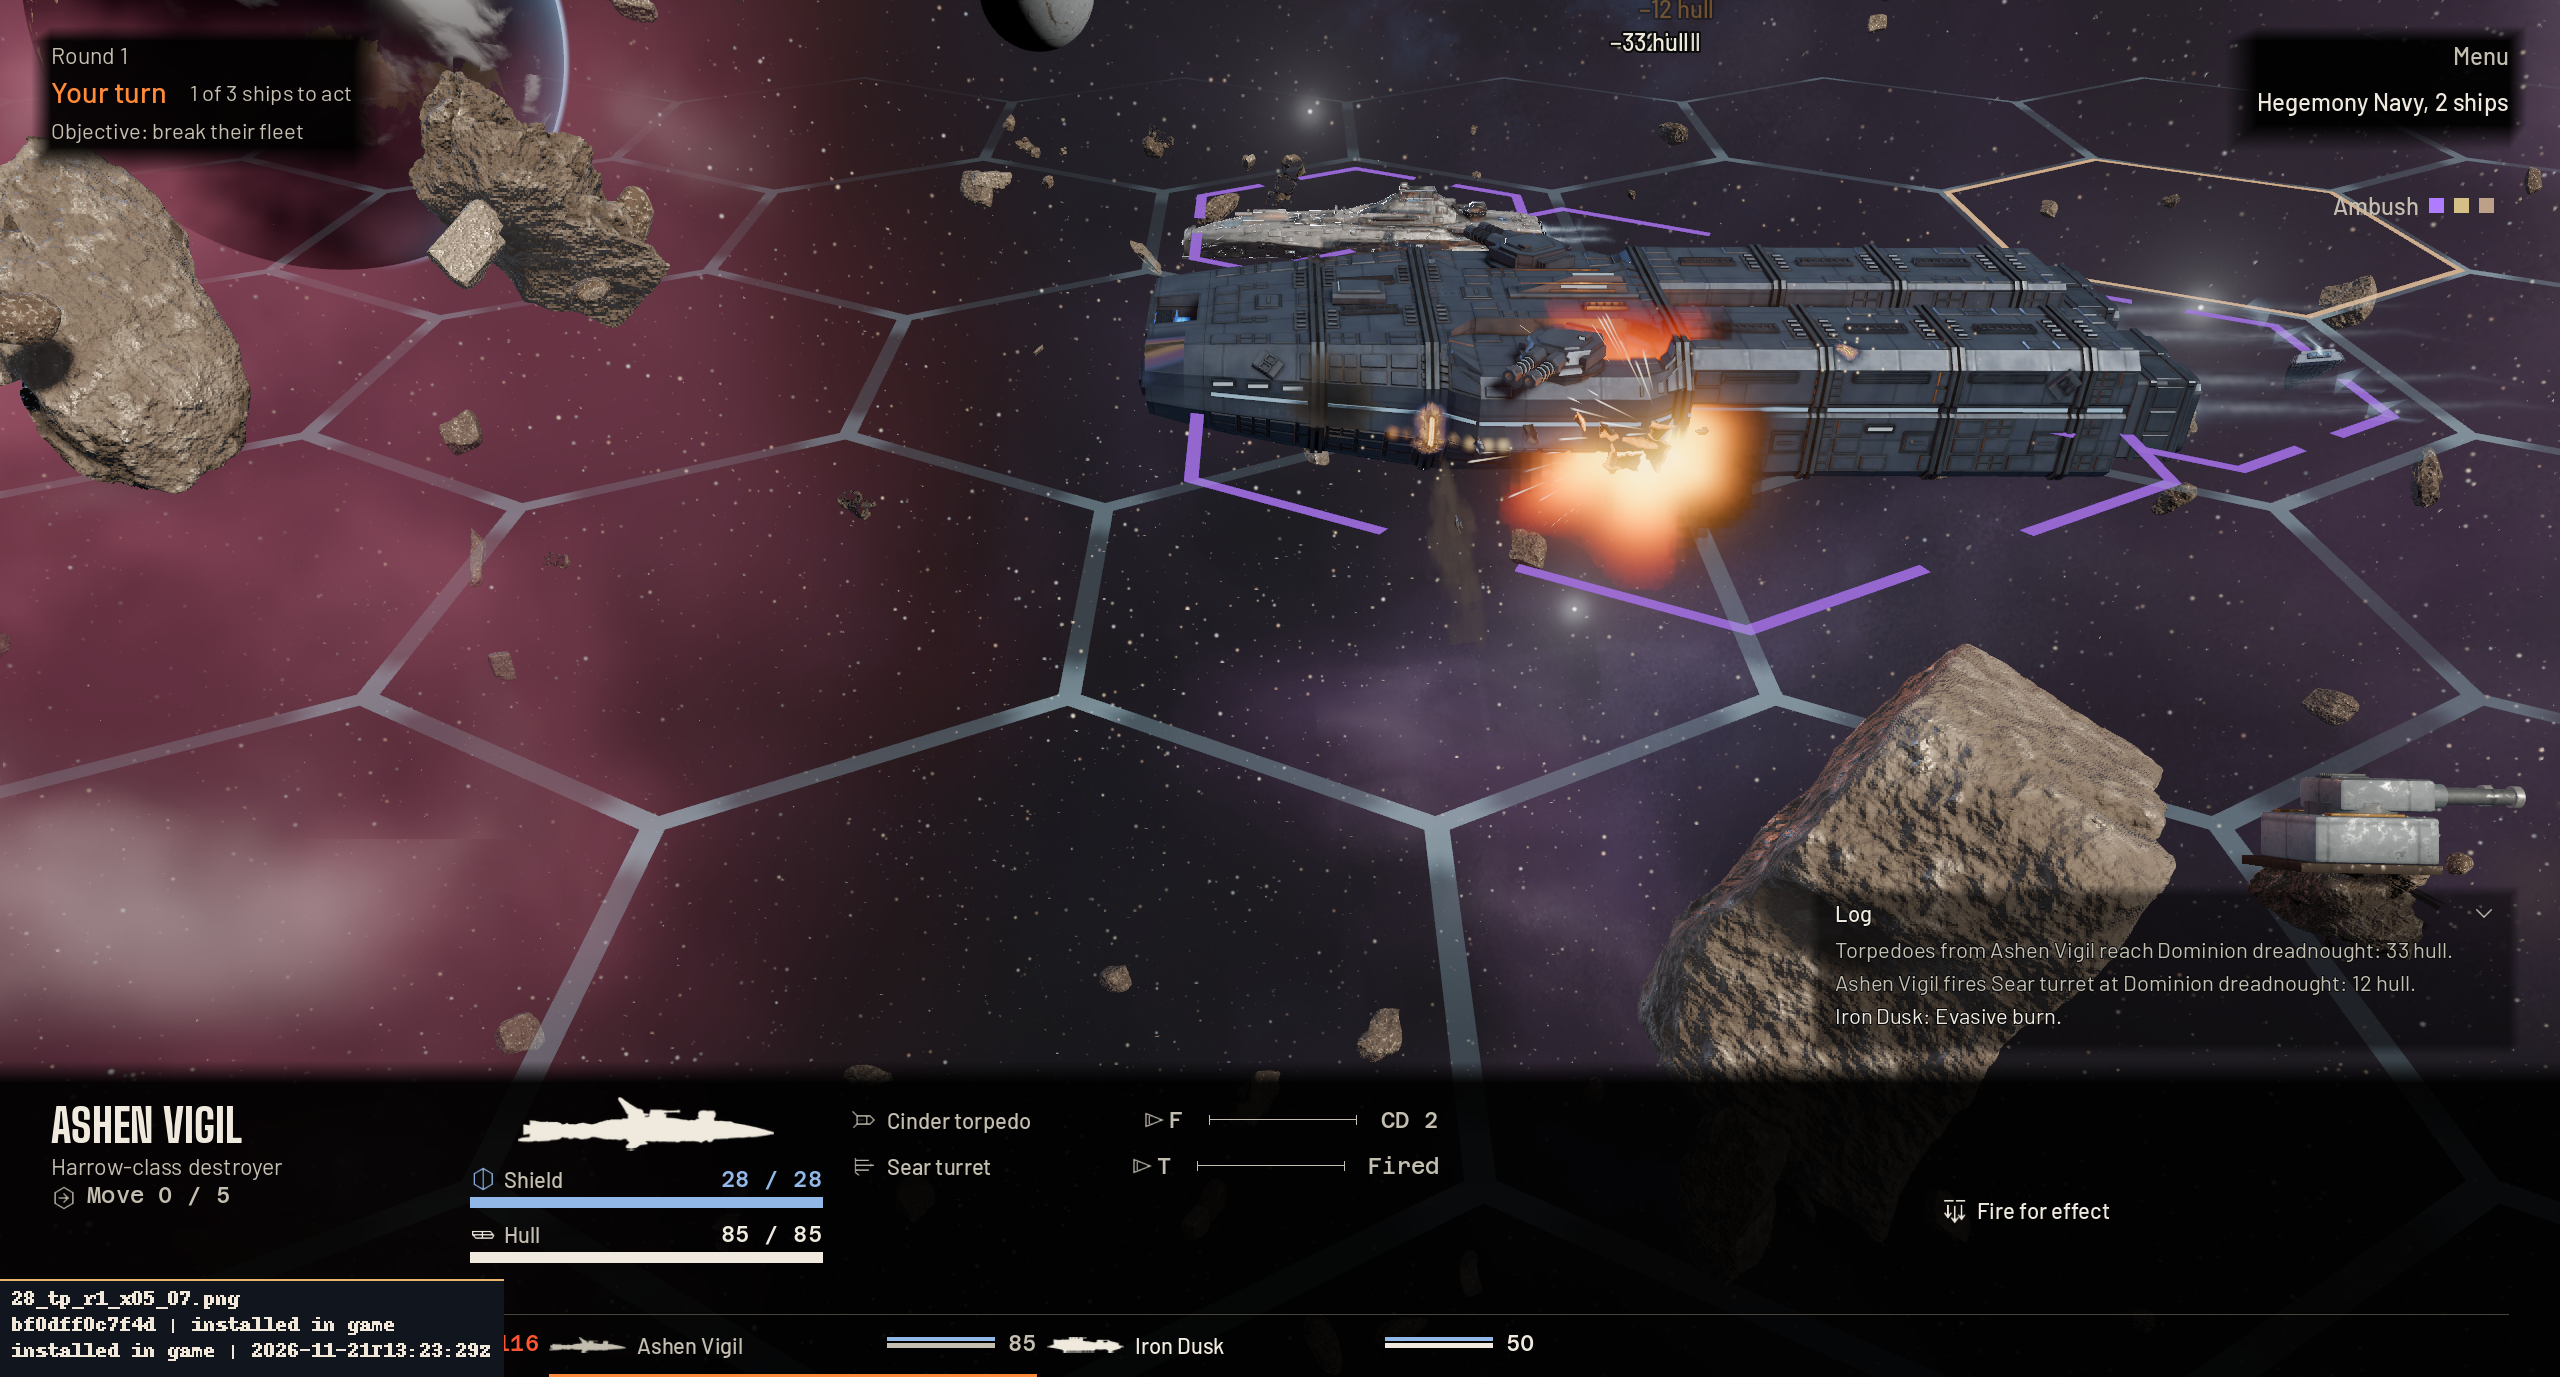 Round 1
Your turn 1 of 3 ships to act
Objective: break their fleet
−12 hull
Menu
Hegemony Navy, 2 ships
Ambush
Log
Torpedoes from Ashen Vigil reach Dominion dreadnought: 33 hull.
Ashen Vigil fires Sear turret at Dominion dreadnought: 12 hull.
Iron Dusk: Evasive burn.
ASHEN VIGIL
Harrow-class destroyer
Move 0 / 5
Shield 28 / 28
Hull 85 / 85
Cinder torpedo F CD 2
Sear turret T Fired
Fire for effect
28_tp_r1_x05_07.png
bf0dff0c7f4d | installed in game
installed in game | 2026-11-21r13:23:29z
116 Ashen Vigil 85 Iron Dusk 50